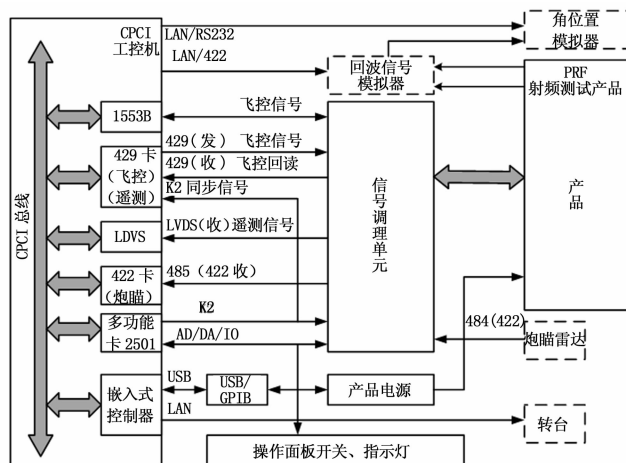 CPCI
工控机
LAN/RS232
LAN/422
角位置
模拟器
回波信号
模拟器
PRF
射频测试产品
1553B
飞控信号
429卡
(飞控)
(遥测)
429(发) 飞控信号
429(收) 飞控回读
K2同步信号
信号调理单元
产品
CPCI总线
LDVS
LVDS(收)遥测信号
422卡
(炮瞄)
485(422收)
K2
多功能
卡2501
AD/DA/IO
484(422)
炮瞄雷达
嵌入式
控制器
USB
LAN
USB/
GPIB
产品电源
转台
操作面板开关、指示灯